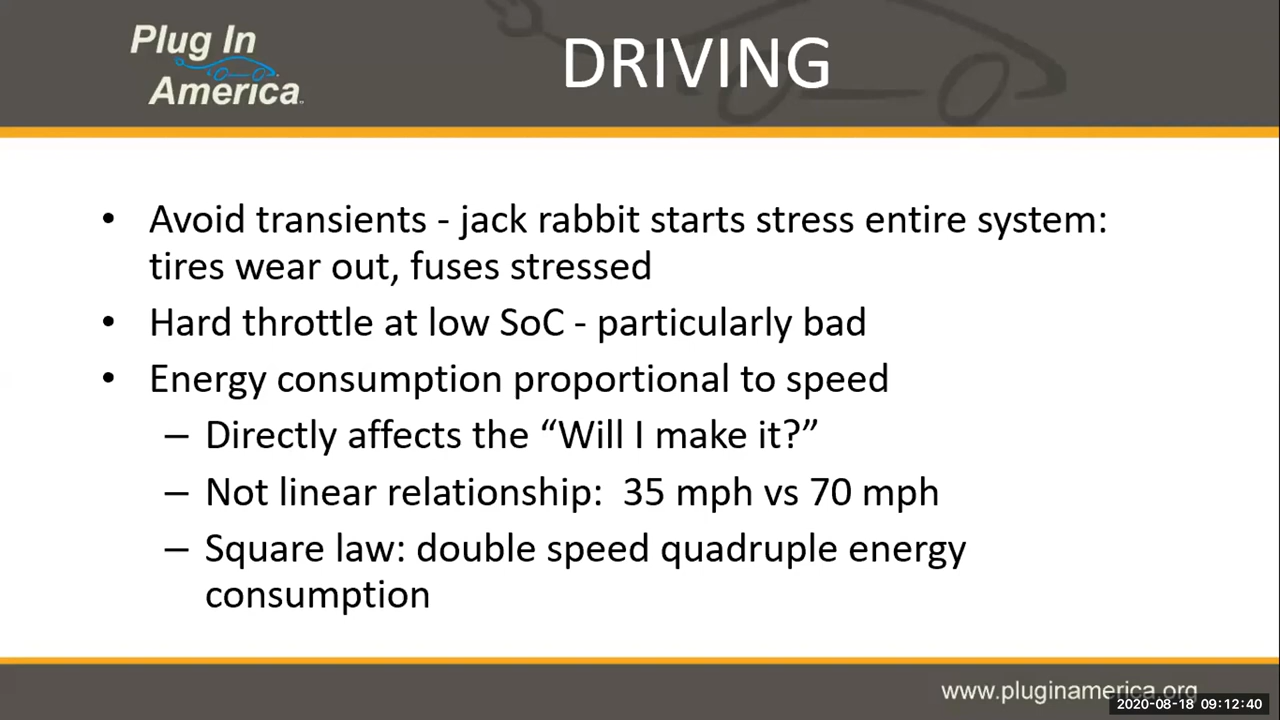 Plug In
America
DRIVING
• Avoid transients - jack rabbit starts stress entire system:
tires wear out, fuses stressed
• Hard throttle at low SoC - particularly bad
• Energy consumption proportional to speed
– Directly affects the “Will I make it?”
– Not linear relationship:  35 mph vs 70 mph
– Square law: double speed quadruple energy
consumption
www.pluginamerica.org
2020-08-18 09:12:40